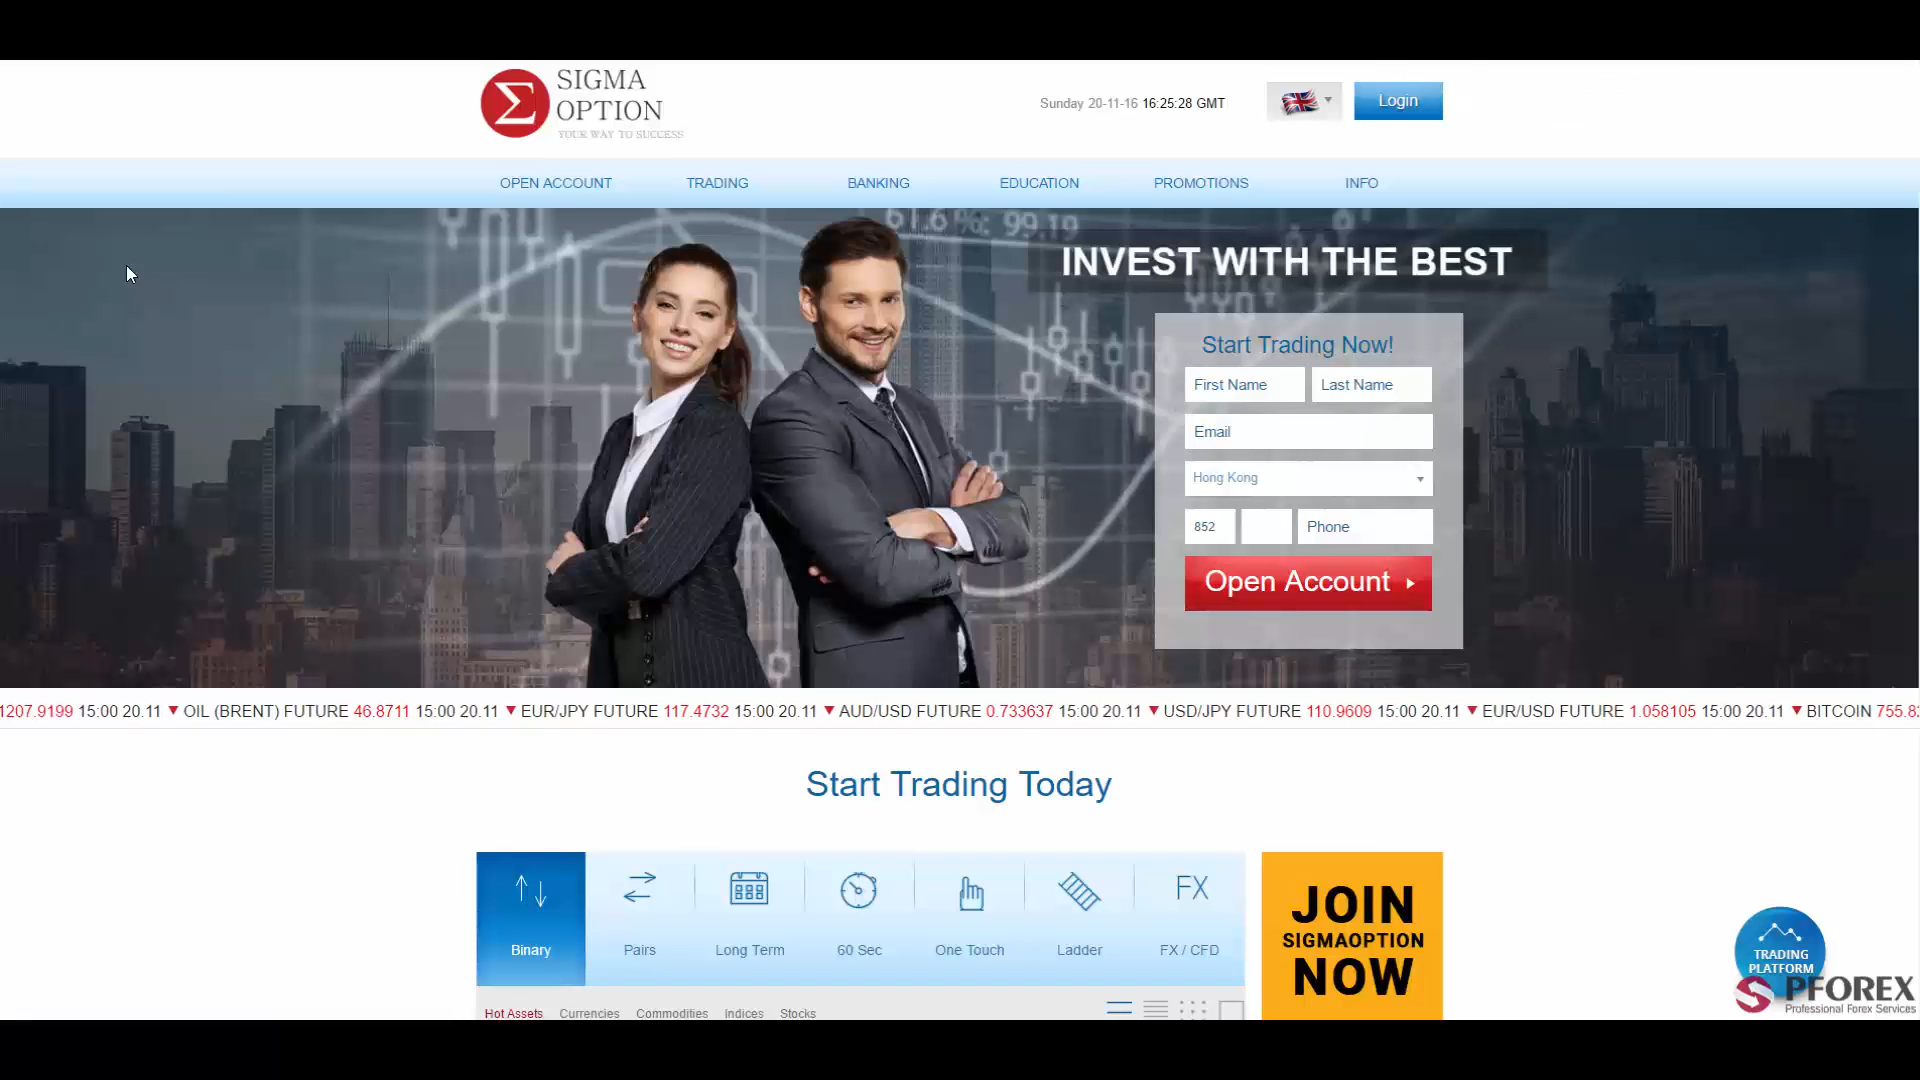 SIGMA
OPTION
YOUR WAY TO SUCCESS
Sunday 20-11-16 16:25:28 GMT
Login
OPEN ACCOUNT TRADING BANKING EDUCATION PROMOTIONS INFO
61.6%: 99.19
INVEST WITH THE BEST
Start Trading Now!
First Name Last Name
Email
Hong Kong
852 Phone
Open Account
1207.9199 15:00 20.11 ▼ OIL (BRENT) FUTURE 46.8711 15:00 20.11 ▼ EUR/JPY FUTURE 117.4732 15:00 20.11 ▼ AUD/USD FUTURE 0.733637 15:00 20.11 ▼ USD/JPY FUTURE 110.9609 15:00 20.11 ▼ EUR/USD FUTURE 1.058105 15:00 20.11 ▼ BITCOIN
Start Trading Today
FX
Binary Pairs Long Term 60 Sec One Touch Ladder FX / CFD
Hot Assets Currencies Commodities Indices Stocks
JOIN
SIGMAOPTION
NOW
TRADING
PLATFORM
PFOREX
Professional Forex Services